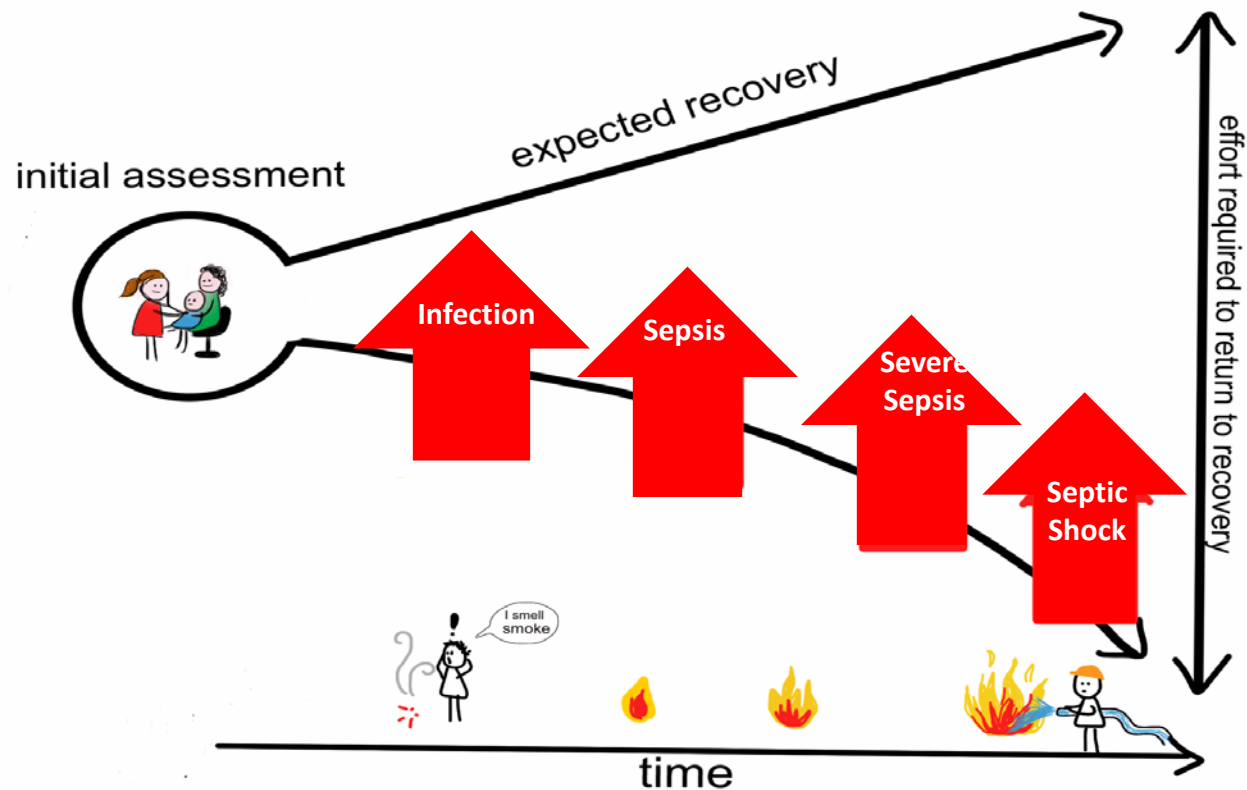 initial assessment
expected recovery
effort required to return to recovery
Infection
Sepsis
Severe
Sepsis
Septic
Shock
I smell
smoke
time